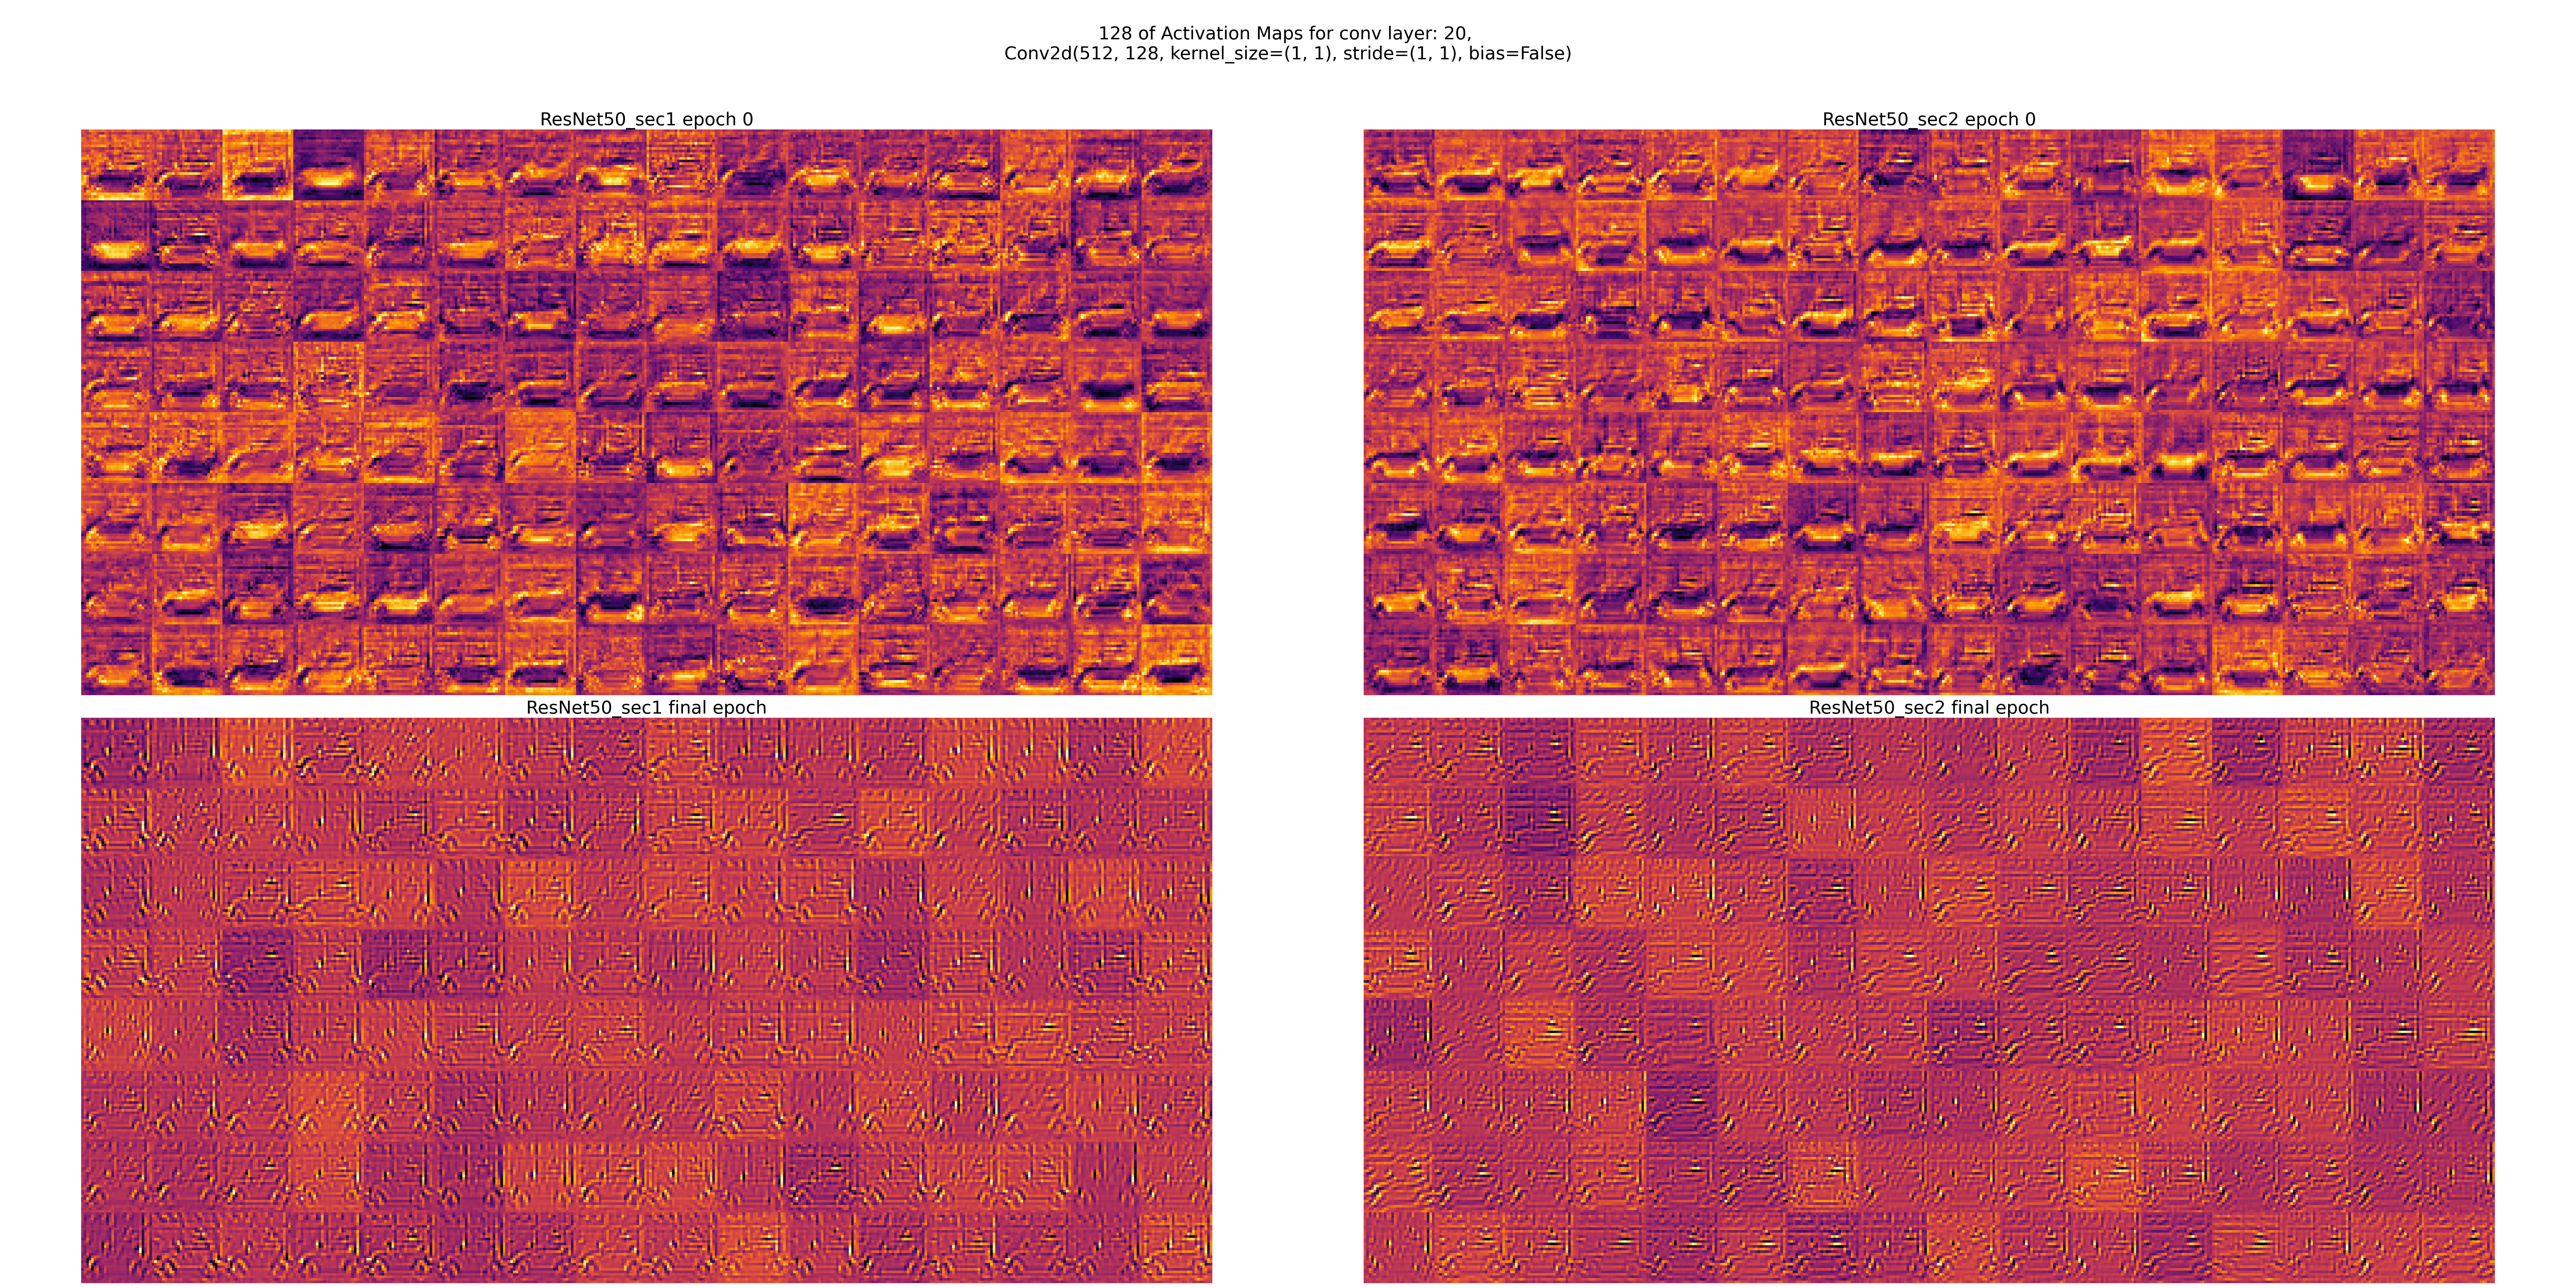 128 of Activation Maps for conv layer: 20,
Conv2d(512, 128, kernel_size=(1, 1), stride=(1, 1), bias=False)
ResNet50_sec1 epoch 0
ResNet50_sec2 epoch 0
ResNet50_sec1 final epoch
ResNet50_sec2 final epoch